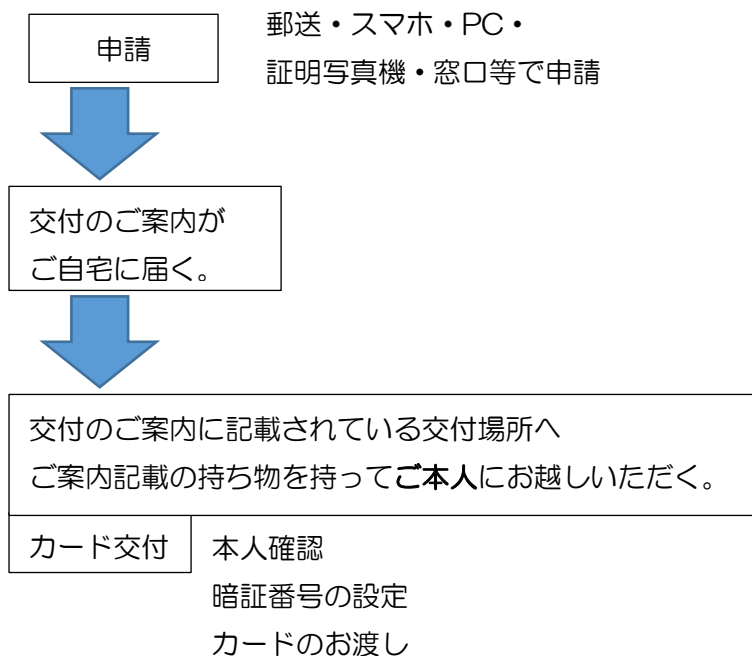 申請
郵送・スマホ・PC・
証明写真機・窓口等で申請
交付のご案内が
ご自宅に届く。
交付のご案内に記載されている交付場所へ
ご案内記載の持ち物を持ってご本人にお越しいただく。
カード交付
本人確認
暗証番号の設定
カードのお渡し